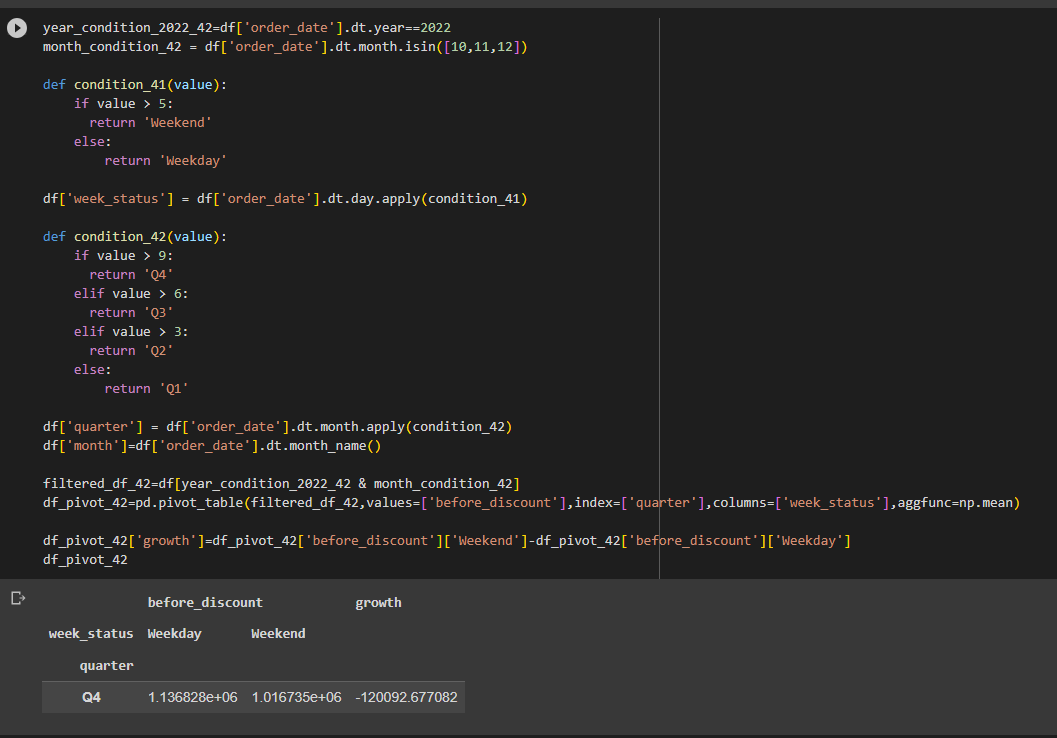 year_condition_2022_42=df['order_date'].dt.year==2022
month_condition_42 = df['order_date'].dt.month.isin([10,11,12])
def condition_41(value):
    if value > 5:
      return 'Weekend'
    else:
        return 'Weekday'
df['week_status'] = df['order_date'].dt.day.apply(condition_41)
def condition_42(value):
    if value > 9:
      return 'Q4'
    elif value > 6:
      return 'Q3'
    elif value > 3:
      return 'Q2'
    else:
        return 'Q1'
df['quarter'] = df['order_date'].dt.month.apply(condition_42)
df['month']=df['order_date'].dt.month_name()
filtered_df_42=df[year_condition_2022_42 & month_condition_42]
df_pivot_42=pd.pivot_table(filtered_df_42,values=['before_discount'],index=['quarter'],columns=['week_status'],aggfunc=np.mean)
df_pivot_42['growth']=df_pivot_42['before_discount']['Weekend']-df_pivot_42['before_discount']['Weekday']
df_pivot_42
before_discount growth
week_status Weekday Weekend
quarter
Q4 1.136828e+06 1.016735e+06 -120092.677082